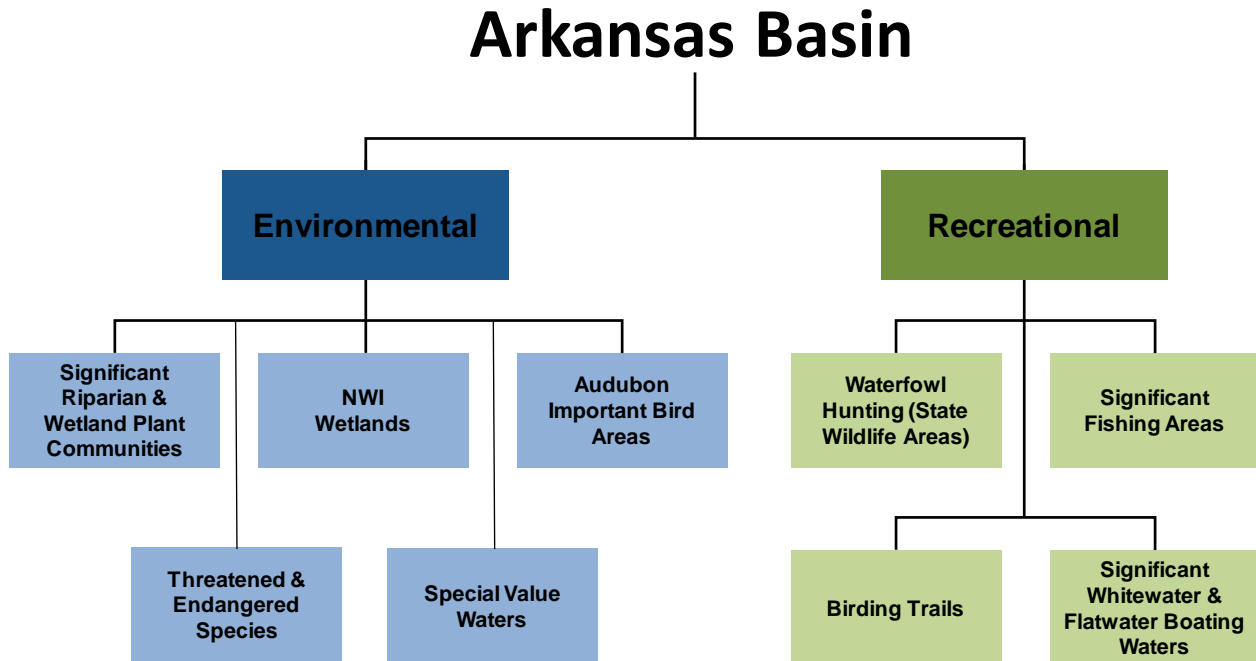 Arkansas Basin
Environmental
Recreational
Significant
Riparian &
Wetland Plant
Communities
NWI
Wetlands
Audubon
Important Bird
Areas
Waterfowl
Hunting (State
Wildlife Areas)
Significant
Fishing Areas
Threatened &
Endangered
Species
Special Value
Waters
Birding Trails
Significant
Whitewater &
Flatwater Boating
Waters